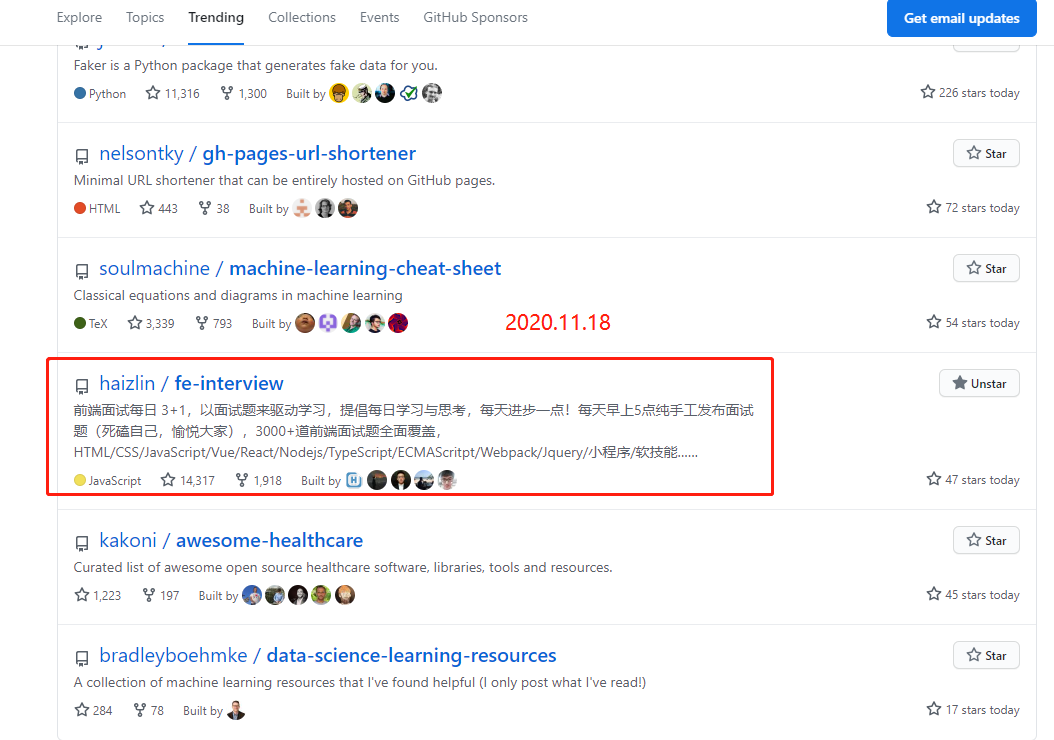 Explore Topics Trending Collections Events GitHub Sponsors Get email updates
Faker is a Python package that generates fake data for you.
Python 11,316 1,300 Built by 226 stars today
nelsontky / gh-pages-url-shortener Star
Minimal URL shortener that can be entirely hosted on GitHub pages.
HTML 443 38 Built by 72 stars today
soulmachine / machine-learning-cheat-sheet Star
Classical equations and diagrams in machine learning
TeX 3,339 793 Built by 2020.11.18 54 stars today
haizlin / fe-interview Unstar
前端面试每日 3+1，以面试题来驱动学习，提倡每日学习与思考，每天进步一点！每天早上5点纯手工发布面试
题（死磕自己，愉悦大家），3000+道前端面试题全面覆盖，
HTML/CSS/JavaScript/Vue/React/Nodejs/TypeScript/ECMAScritpt/Webpack/Jquery/小程序/软技能……
JavaScript 14,317 1,918 Built by 47 stars today
kakoni / awesome-healthcare Star
Curated list of awesome open source healthcare software, libraries, tools and resources.
1,223 197 Built by 45 stars today
bradleyboehmke / data-science-learning-resources Star
A collection of machine learning resources that I've found helpful (I only post what I've read!)
284 78 Built by 17 stars today